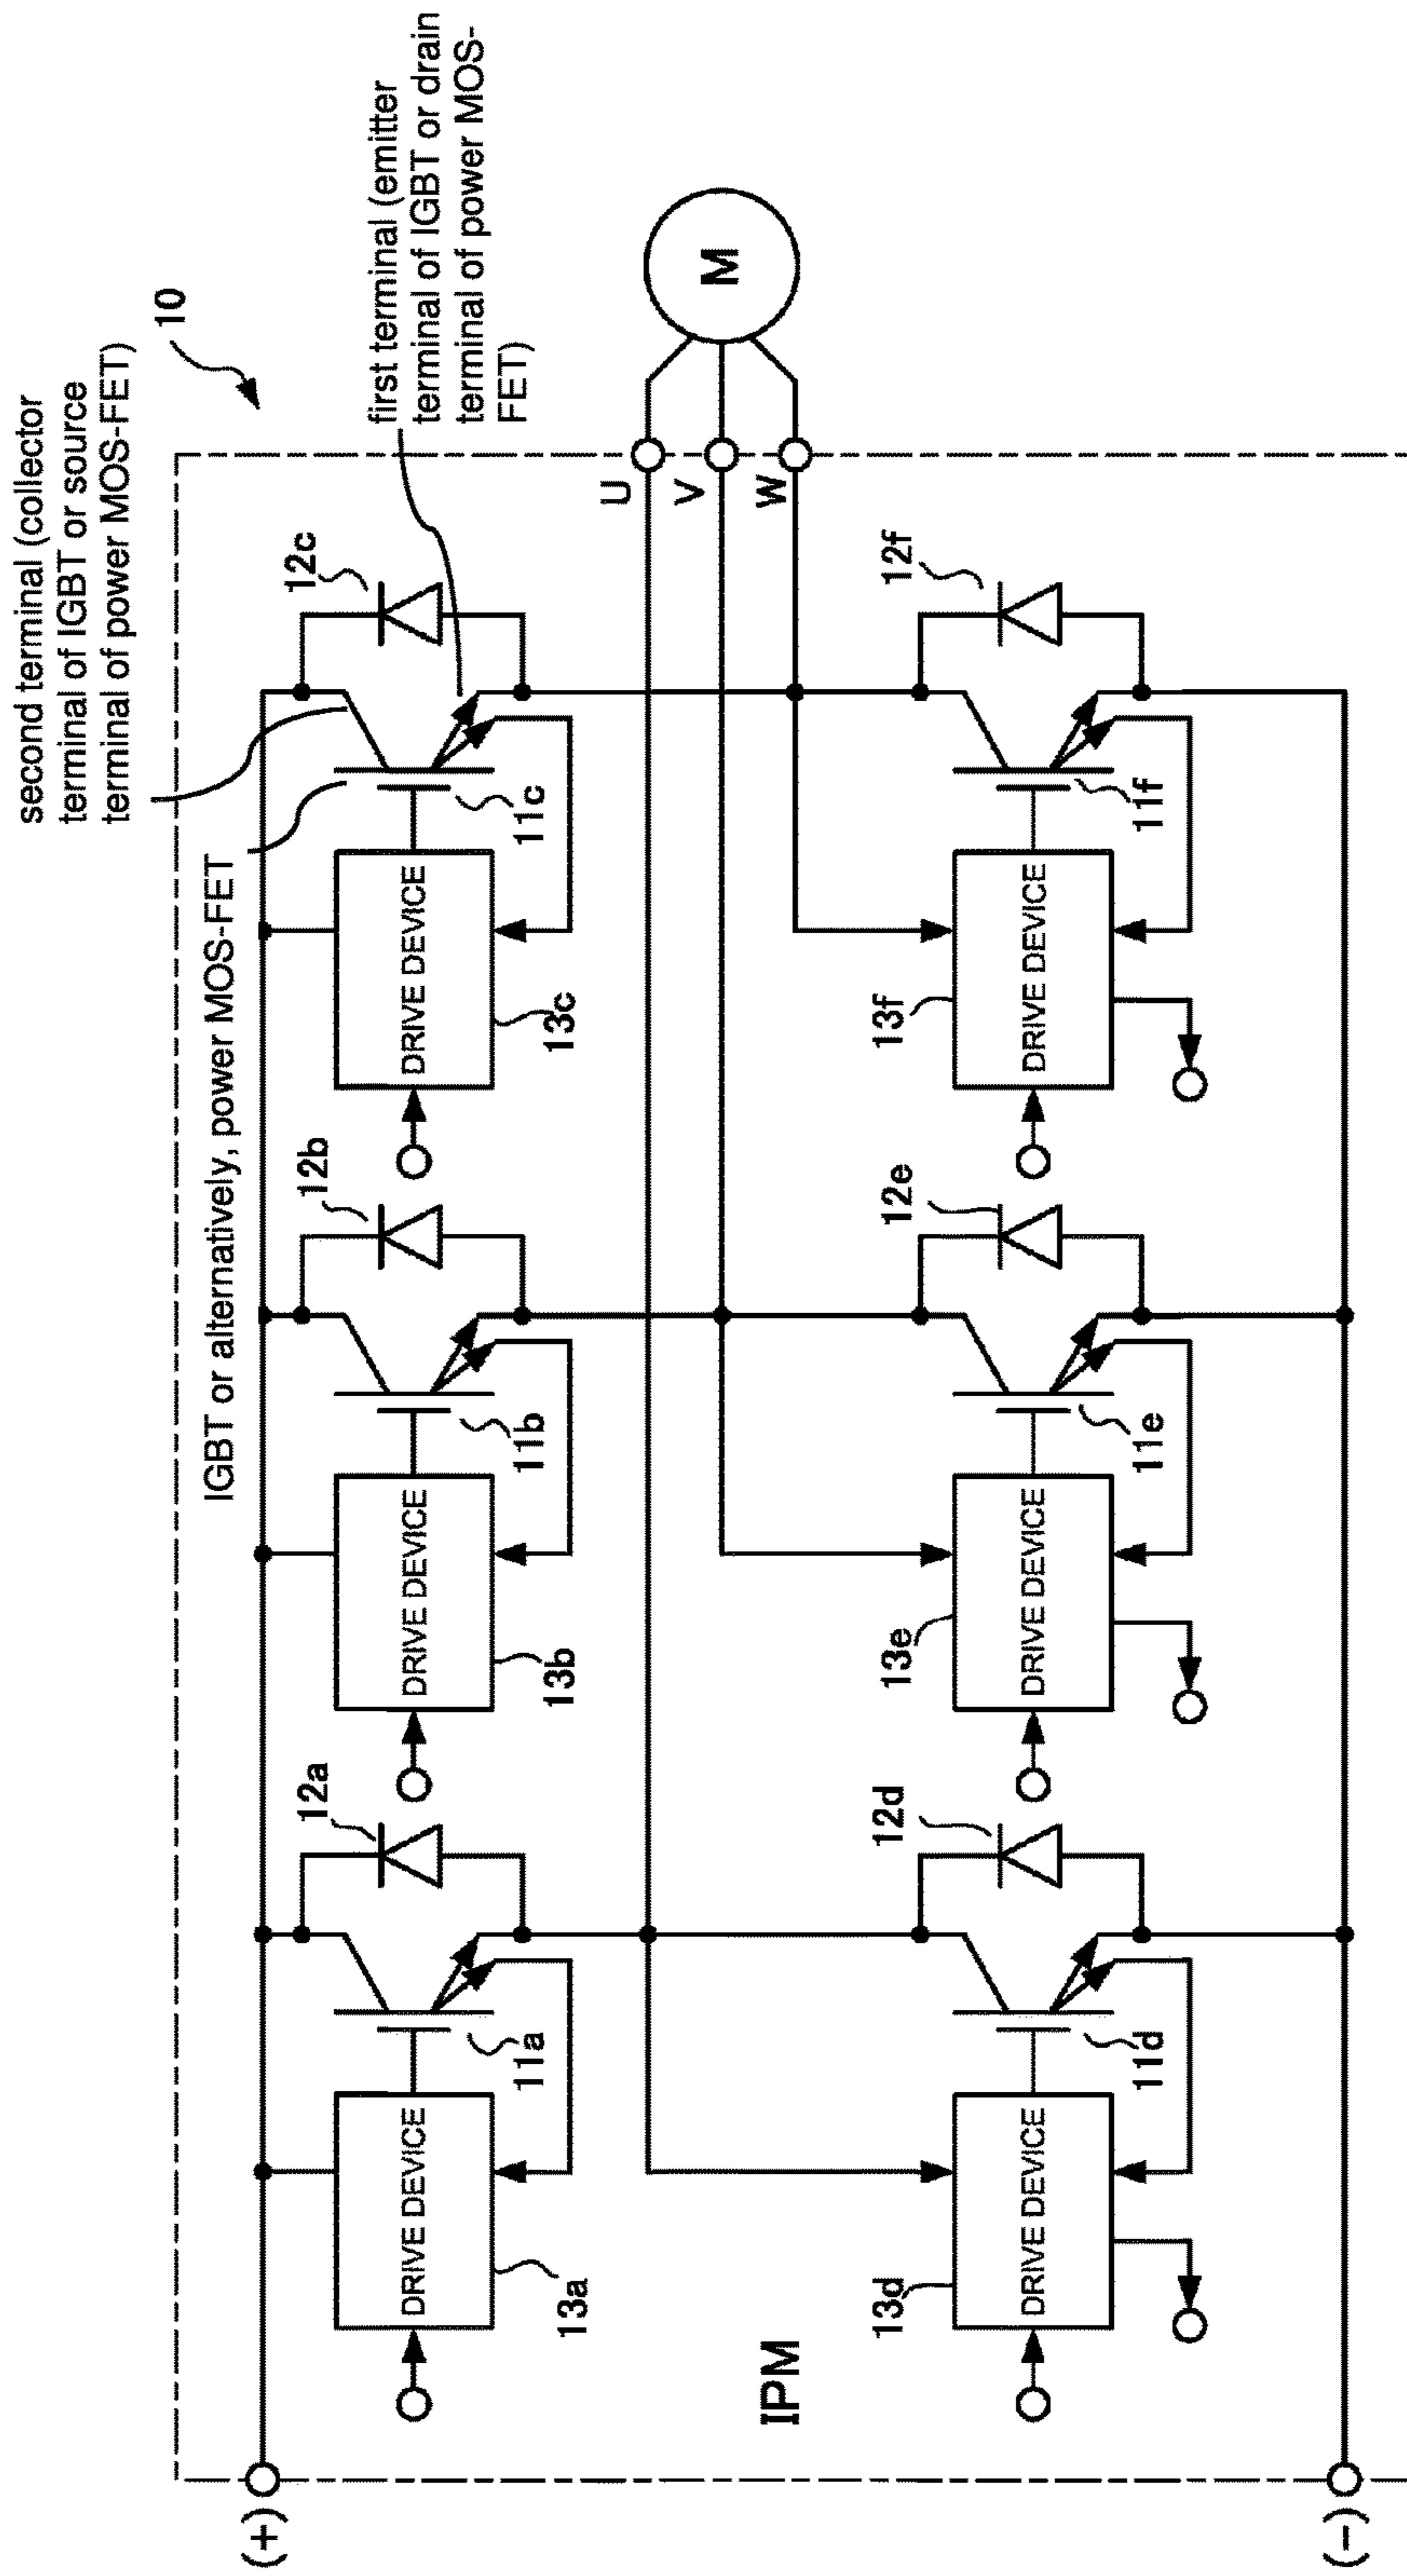 second terminal (collector
terminal of IGBT or source
terminal of power MOS-FET)
10
first terminal (emitter
terminal of IGBT or drain
terminal of power MOS-
FET)
IGBT or alternatively, power MOS-FET
(+)
12a
12b
12c
DRIVE DEVICE
DRIVE DEVICE
DRIVE DEVICE
11a
11b
11c
13a
13b
13c
U
V
W
M
IPM
12d
12e
12f
13d
13e
13f
DRIVE DEVICE
DRIVE DEVICE
DRIVE DEVICE
11d
11e
11f
(−)